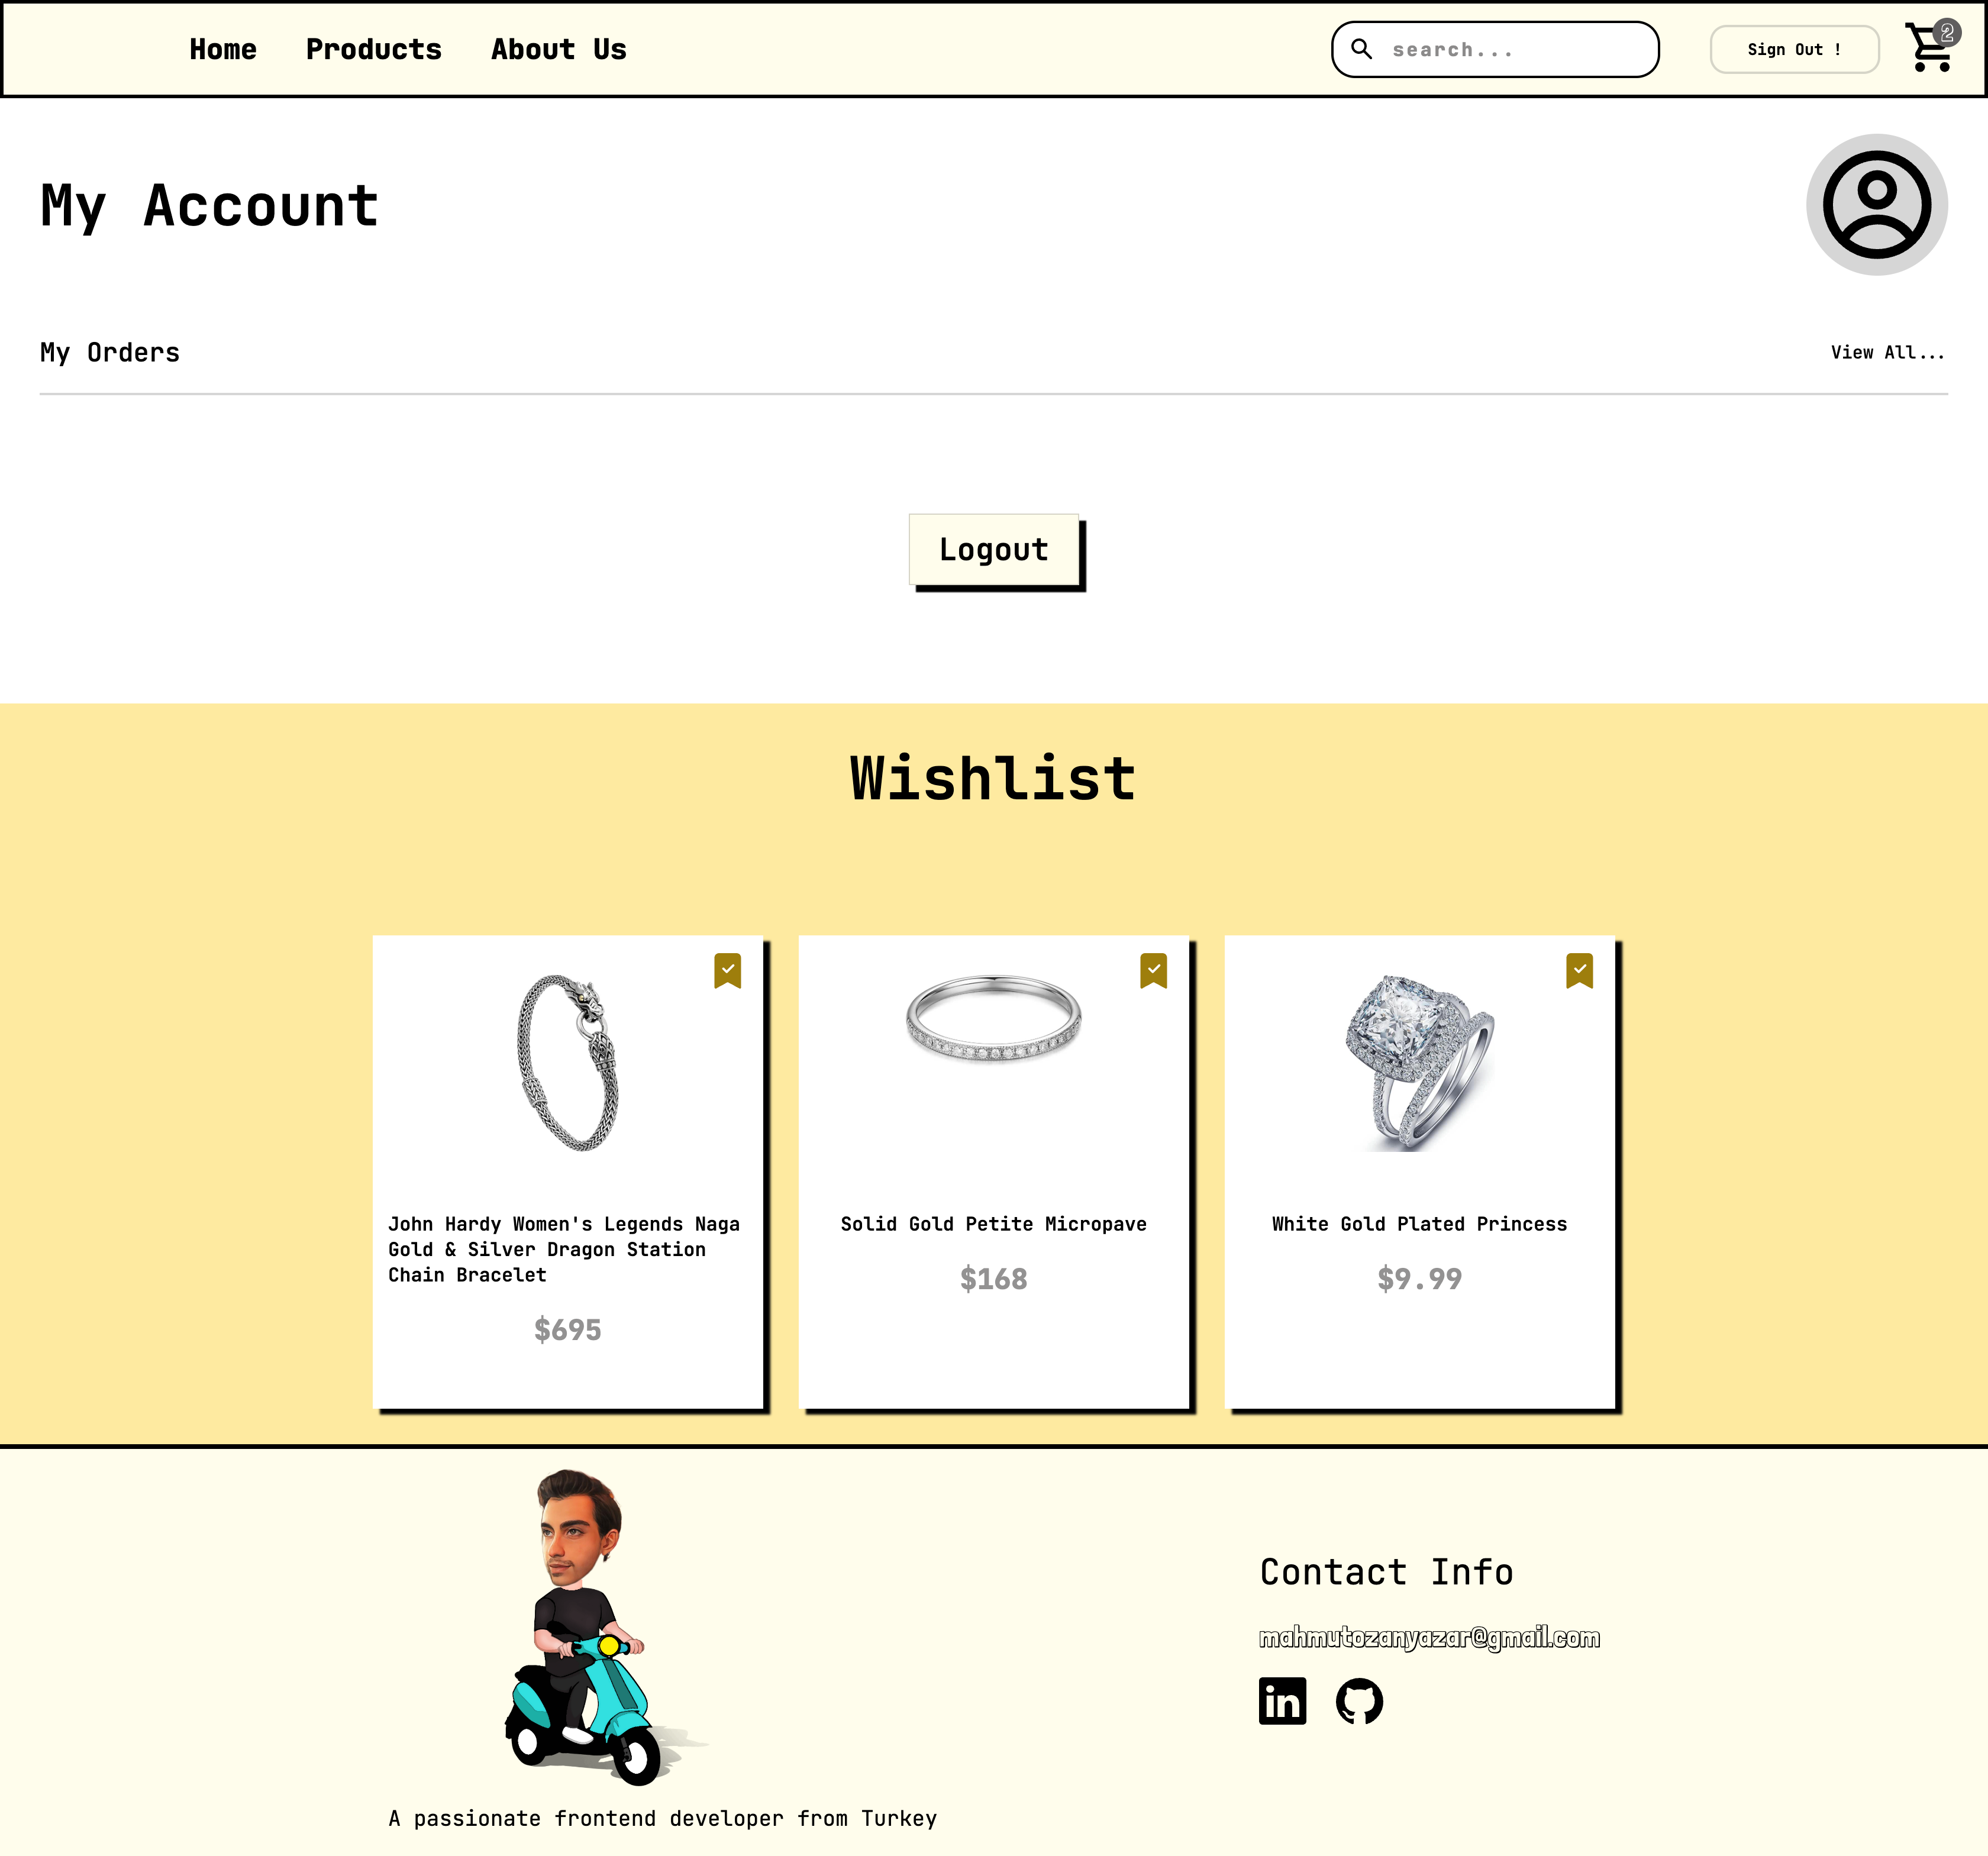 Home Products About Us
search...
Sign Out !
2
My Account
My Orders
View All...
Logout
Wishlist
John Hardy Women's Legends Naga
Gold & Silver Dragon Station
Chain Bracelet
$695
Solid Gold Petite Micropave
$168
White Gold Plated Princess
$9.99
A passionate frontend developer from Turkey
Contact Info
mahmutozanyazar@gmail.com
in